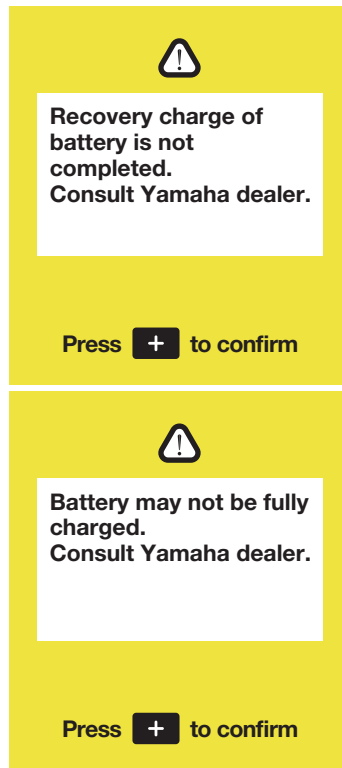 Recovery charge of
battery is not
completed.
Consult Yamaha dealer.
Press + to confirm
Battery may not be fully
charged.
Consult Yamaha dealer.
Press + to confirm